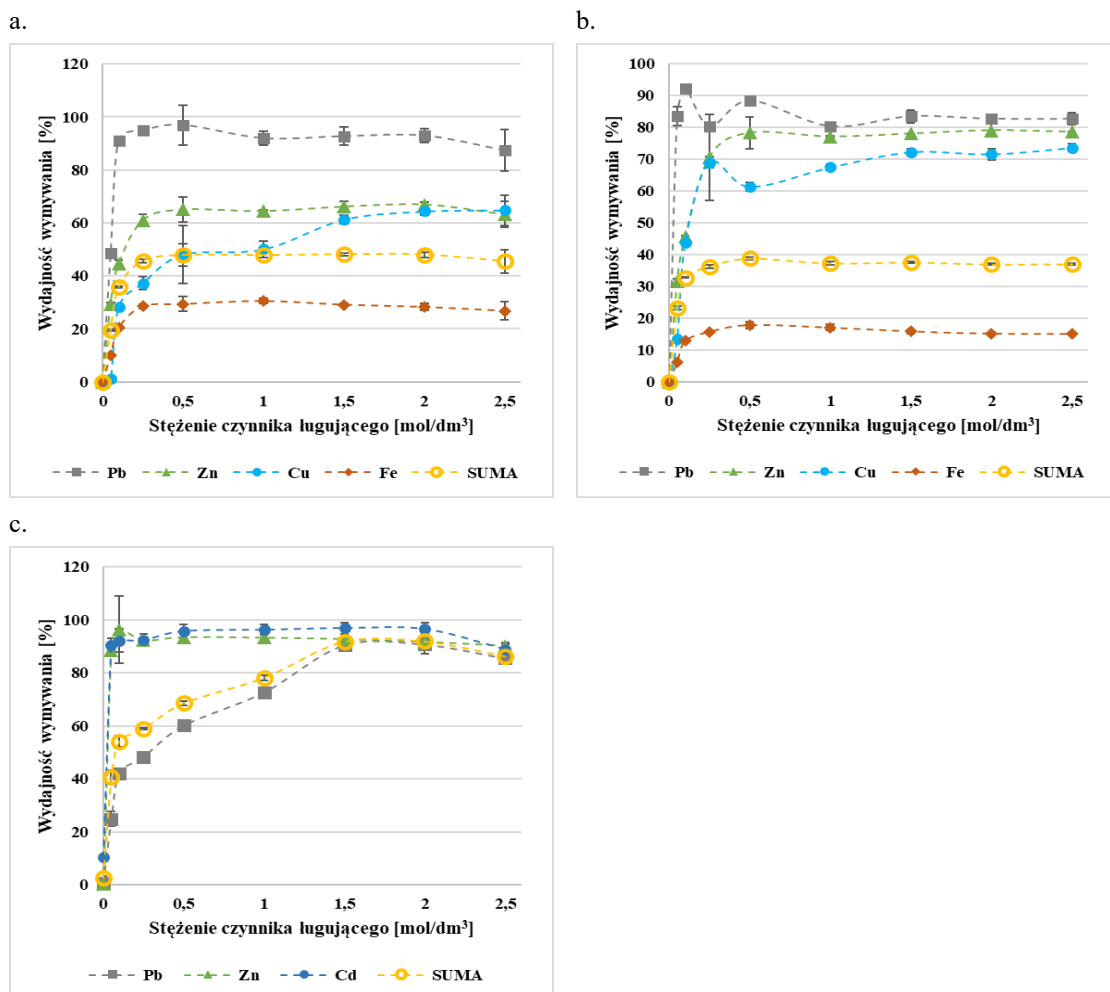 a.
120
100
80
60
40
20
0
Wydajność wymywania [%]
0 0,5 1 1,5 2 2,5
Stężenie czynnika ługującego [mol/dm³]
Pb Zn Cu Fe SUMA
b.
100
90
80
70
60
50
40
30
20
10
0
Wydajność wymywania [%]
0 0,5 1 1,5 2 2,5
Stężenie czynnika ługującego [mol/dm³]
Pb Zn Cu Fe SUMA
c.
120
100
80
60
40
20
0
Wydajność wymywania [%]
0 0,5 1 1,5 2 2,5
Stężenie czynnika ługującego [mol/dm³]
Pb Zn Cd SUMA